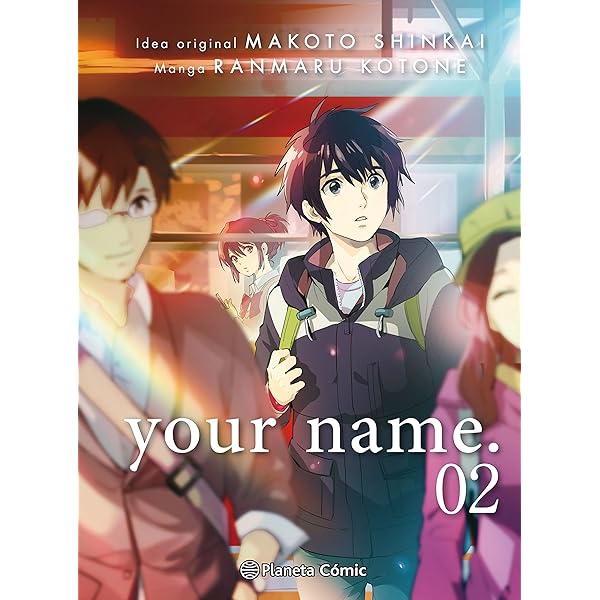 Idea original MAKOTO SHINKAI
Manga RANMARU KOTONE
your name.
02
Planeta Cómic